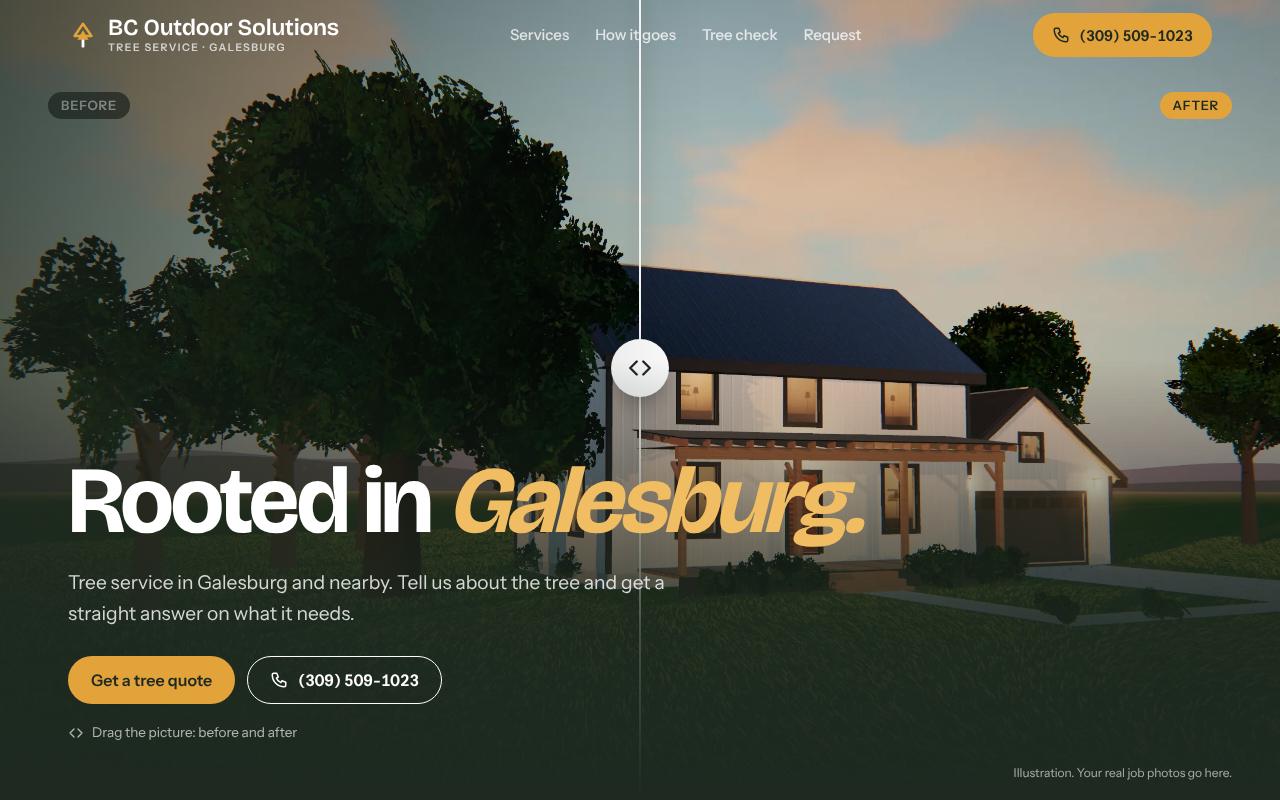 BC Outdoor Solutions
TREE SERVICE · GALESBURG
Services
How it goes
Tree check
Request
(309) 509-1023
BEFORE
AFTER
Rooted in Galesburg.
Tree service in Galesburg and nearby. Tell us about the tree and get a
straight answer on what it needs.
Get a tree quote
(309) 509-1023
Drag the picture: before and after
Illustration. Your real job photos go here.